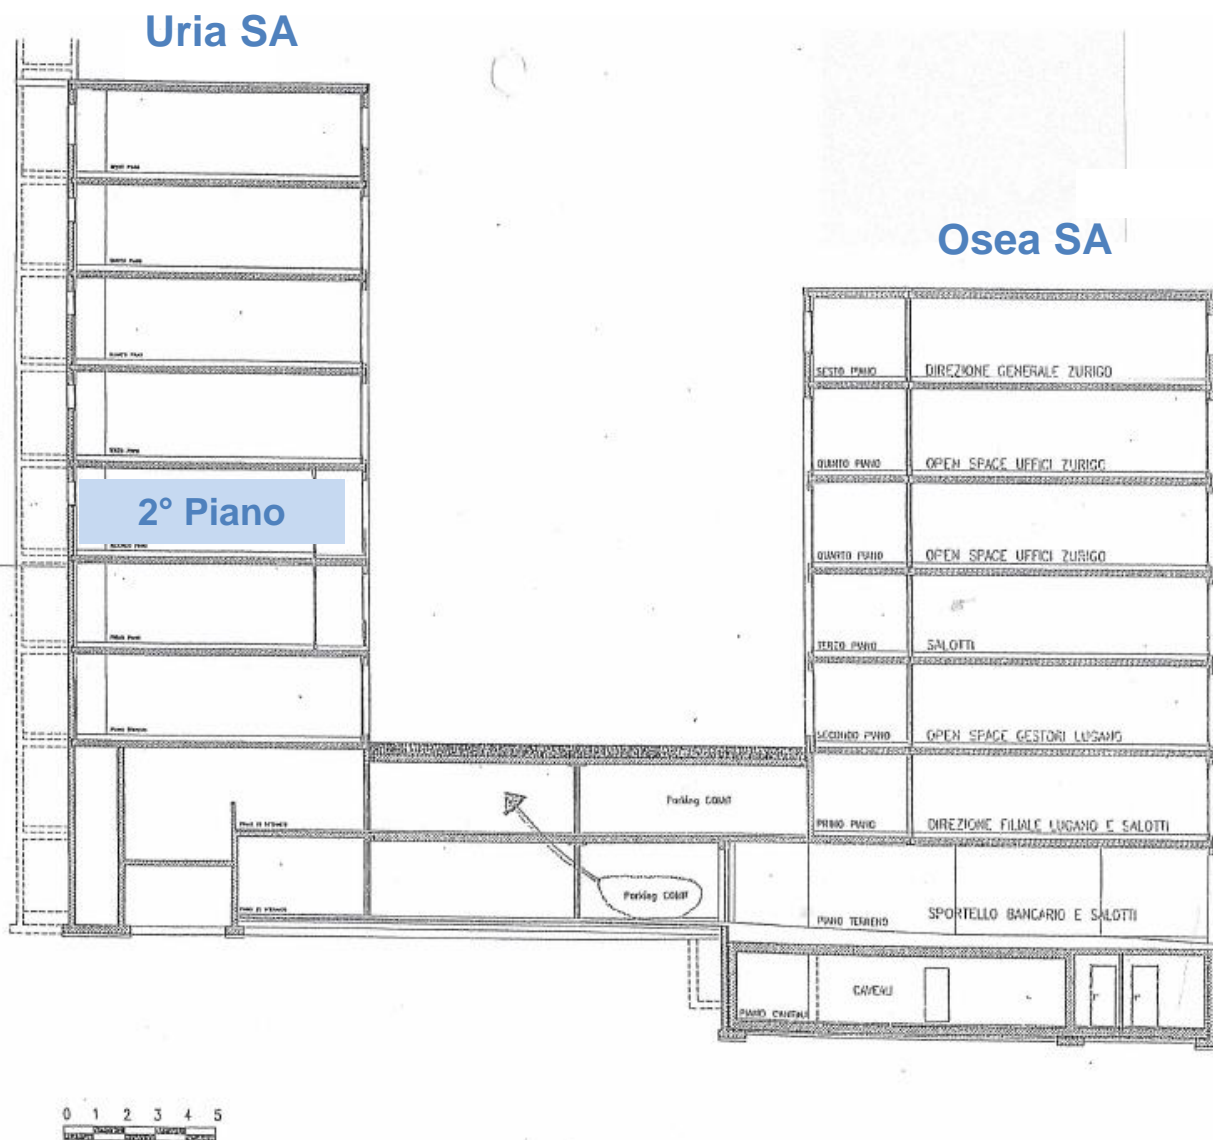 Uria SA
Osea SA
SESTO PIANO DIREZIONE GENERALE ZURIGO
QUINTO PIANO OPEN SPACE UFFICI ZURIGO
2° Piano
QUARTO PIANO OPEN SPACE UFFICI ZURIGO
TERZO PIANO SALOTTI
SECONDO PIANO OPEN SPACE GESTORI LUGANO
Parking COMIT
PRIMO PIANO DIREZIONE FILIALE LUGANO E SALOTTI
Parking COMIT
PIANO TERRENO SPORTELLO BANCARIO E SALOTTI
CAVEAU
PIANO CANTINA
0 1 2 3 4 5